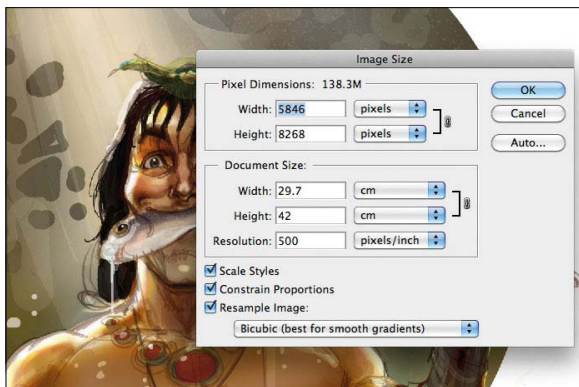 Image Size
Pixel Dimensions: 138.3M
Width: 5846 pixels
Height: 8268 pixels
Document Size:
Width: 29.7 cm
Height: 42 cm
Resolution: 500 pixels/inch
Scale Styles
Constrain Proportions
Resample Image:
Bicubic (best for smooth gradients)
OK
Cancel
Auto...